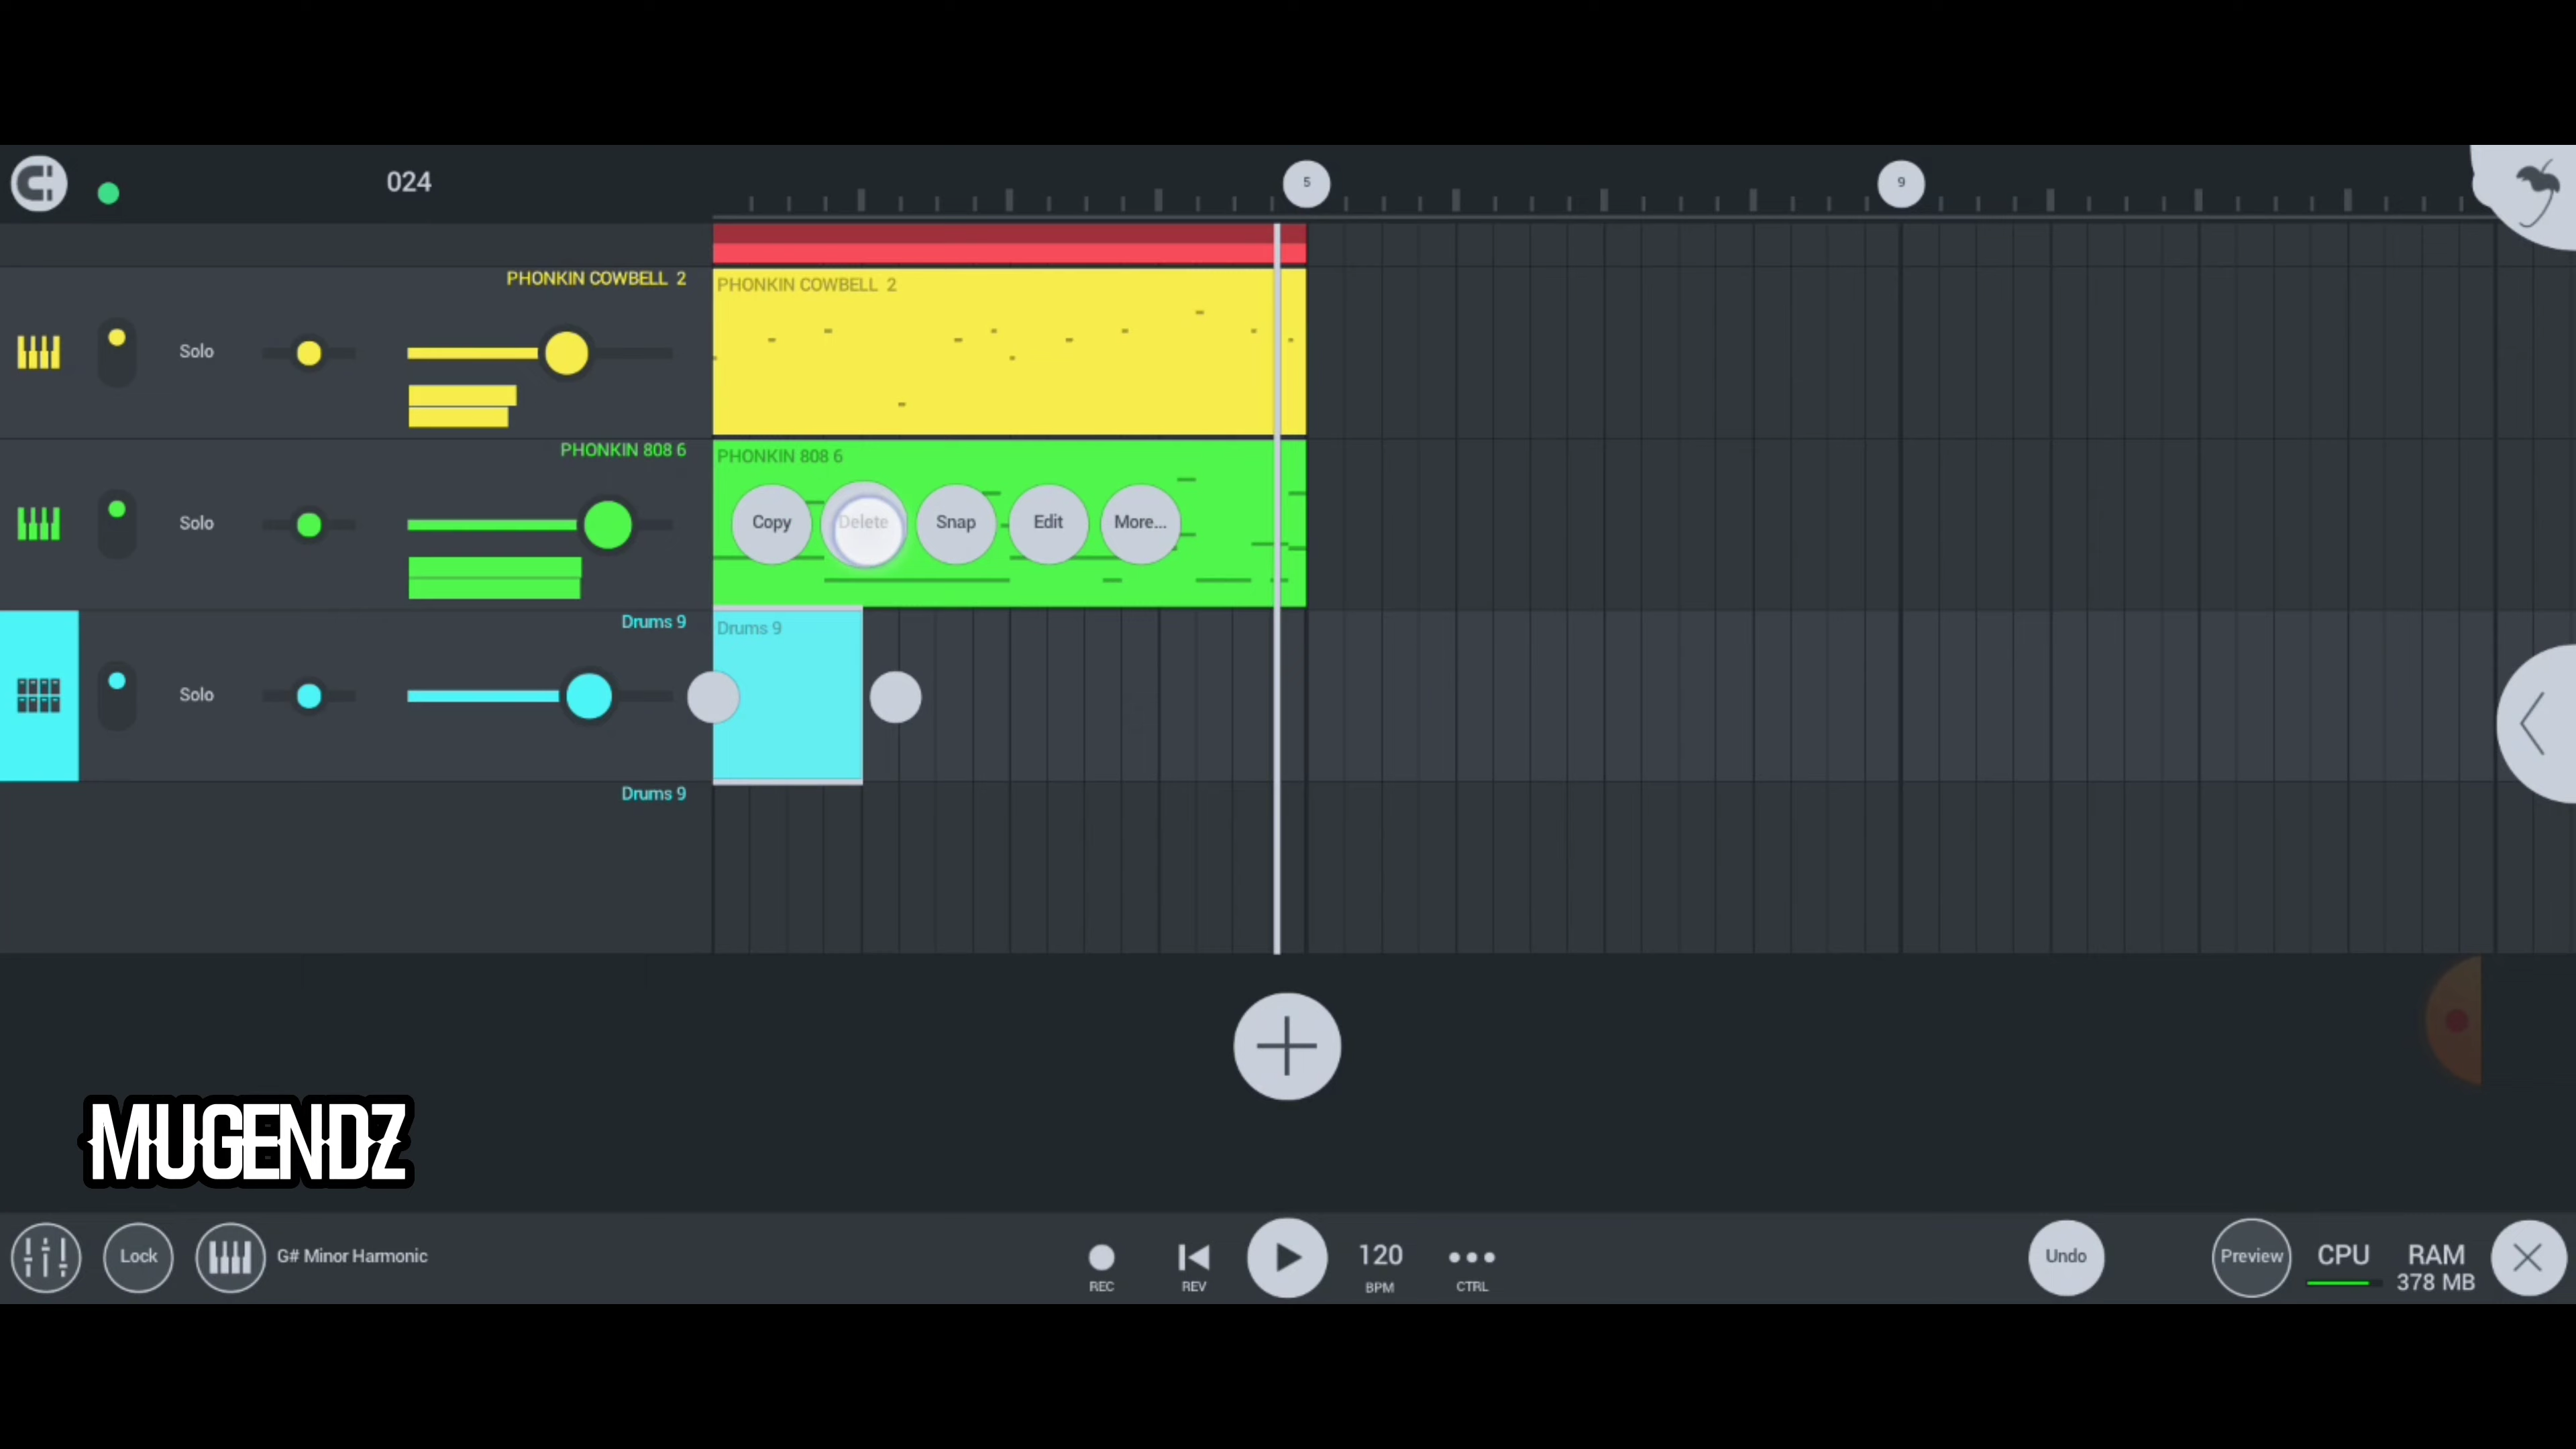 024
5
9
PHONKIN COWBELL 2
PHONKIN COWBELL 2
Solo
PHONKIN 808 6
PHONKIN 808 6
Solo
Copy
Delete
Snap
Edit
More...
Drums 9
Drums 9
Solo
Drums 9
MUGENDZ
Lock
G# Minor Harmonic
REC
REV
120
BPM
CTRL
Undo
Preview
CPU
RAM
378 MB